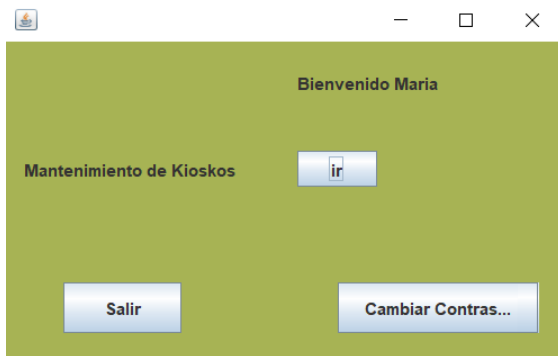 Bienvenido Maria
Mantenimiento de Kioskos
ir
Salir
Cambiar Contras...